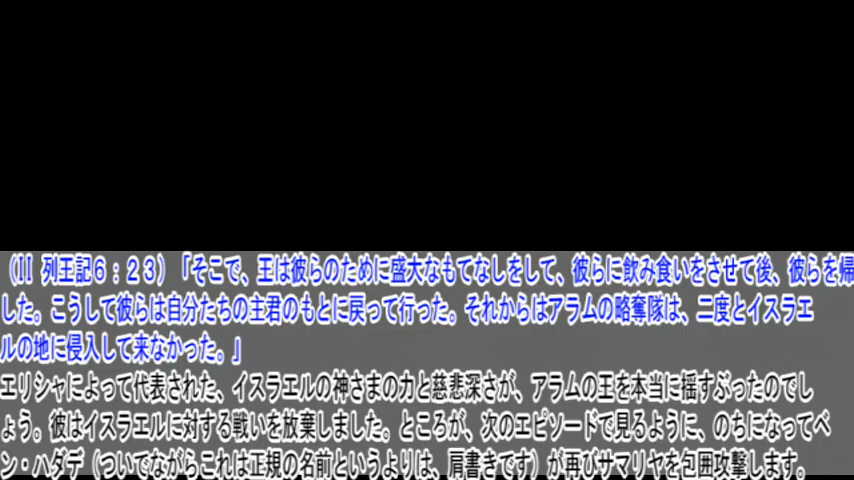 （II 列王記６：２３）「そこで、王は彼らのために盛大なもてなしをして、彼らに飲み食いをさせて後、彼らを帰
した。こうして彼らは自分たちの主君のもとに戻って行った。それからはアラムの略奪隊は、二度とイスラエ
ルの地に侵入して来なかった。」
エリシャによって代表された、イスラエルの神さまの力と慈悲深さが、アラムの王を本当に揺すぶったのでし
ょう。彼はイスラエルに対する戦いを放棄しました。ところが、次のエピソードで見るように、のちになってベ
ン・ハダデ（ついでながらこれは正規の名前というよりは、肩書きです）が再びサマリヤを包囲攻撃します。